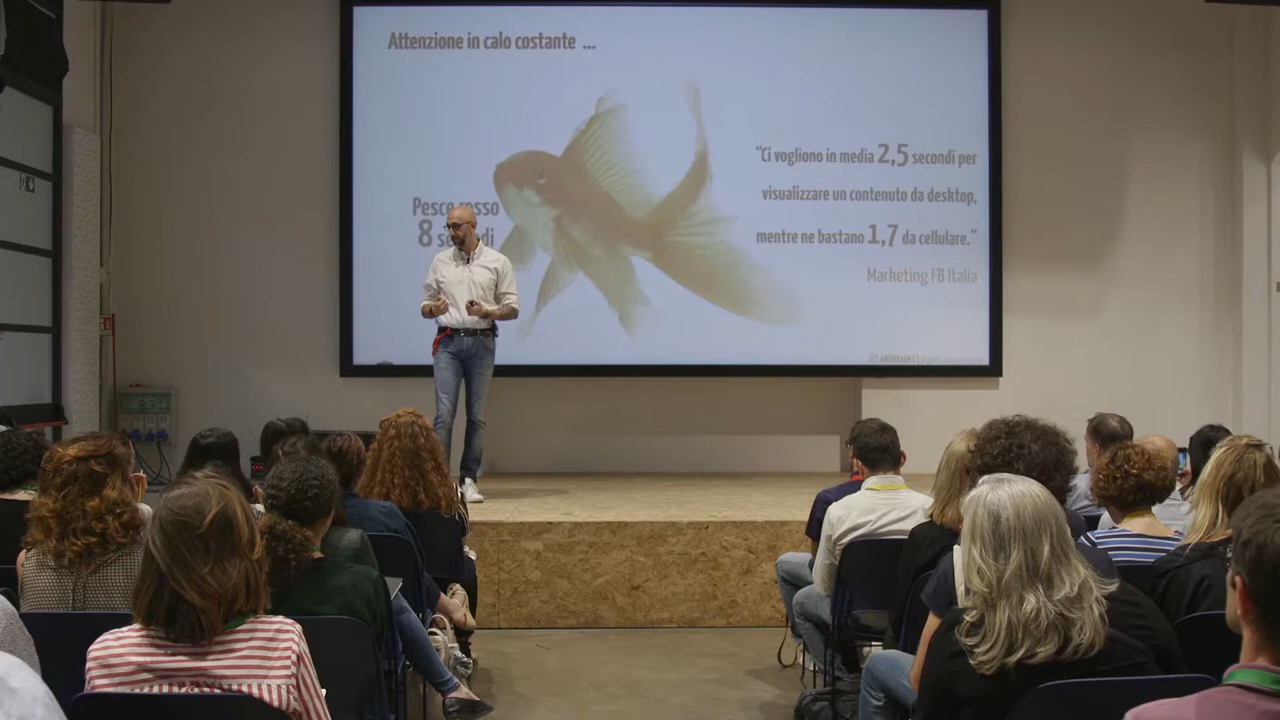 Attenzione in calo costante ...
Pesce rosso
8
"Ci vogliono in media 2,5 secondi per
visualizzare un contenuto da desktop,
mentre ne bastano 1,7 da cellulare."
Marketing FB Italia